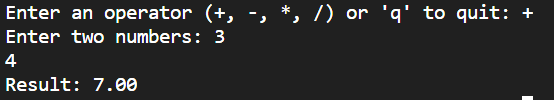 Enter an operator (+, -, *, /) or 'q' to quit: +
Enter two numbers: 3
4
Result: 7.00